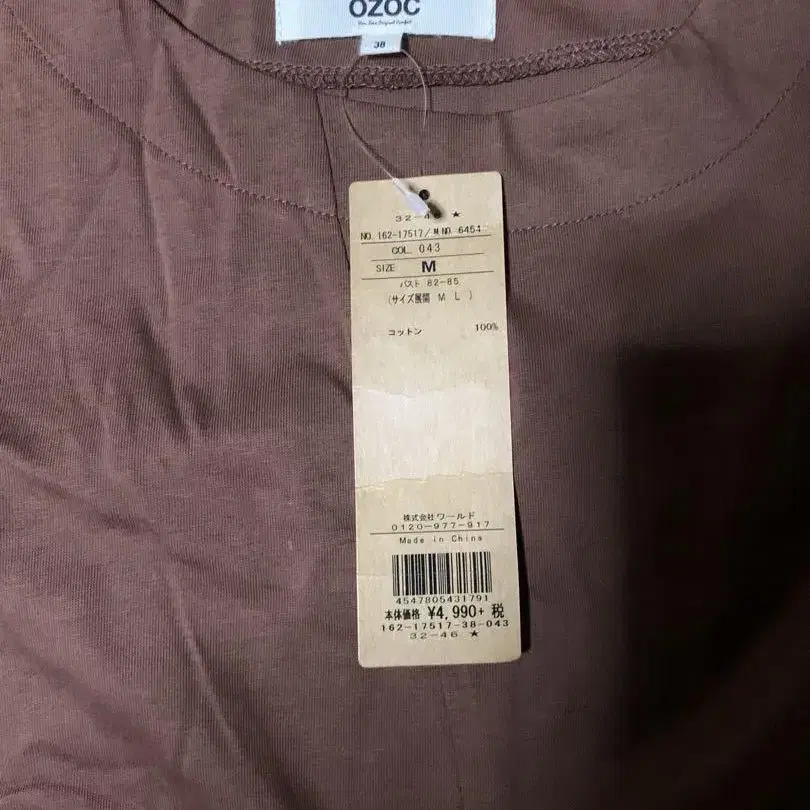 OZOC
38
32-4 ★
NO. 162-17517/M NO. 6454
COL. 043
SIZE M
バスト 82-85
(サイズ展開 M L )
コットン 100%
株式会社ワールド
0120-977-917
Made in China
4547805431791
本体価格 ¥4,990+ 税
162-17517-38-043
32-46 ★